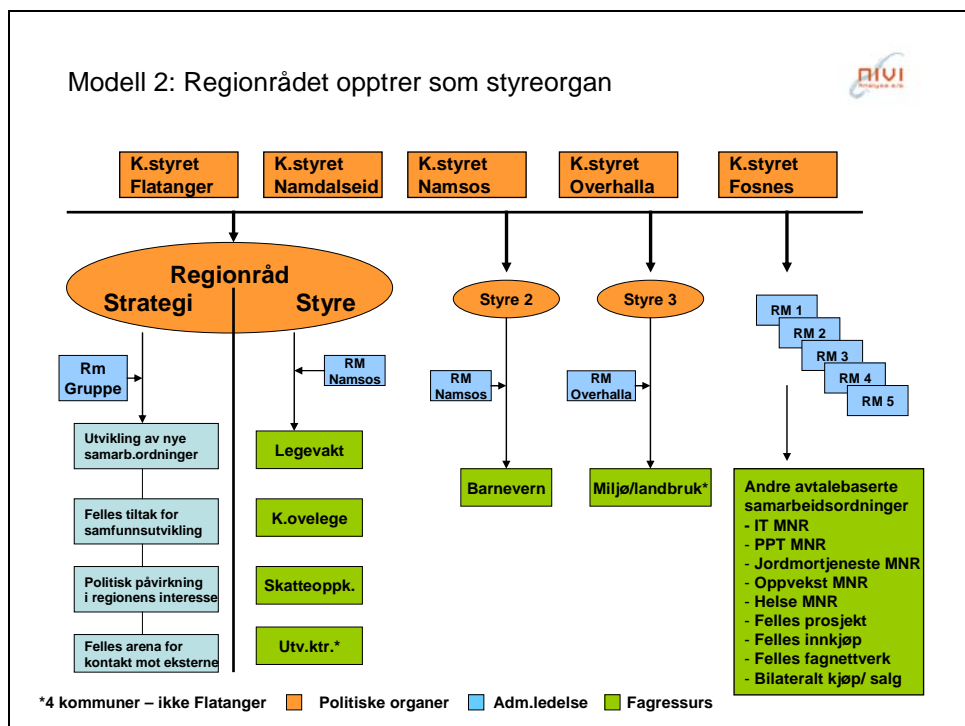 Modell 2: Regionrådet opptrer som styreorgan
NIVI
Analyse a/s
K.styret
Flatanger
K.styret
Namdalseid
K.styret
Namsos
K.styret
Overhalla
K.styret
Fosnes
Regionråd
Strategi
Styre
Styre 2
Styre 3
RM 1
RM 2
RM 3
RM 4
RM 5
Rm
Gruppe
RM
Namsos
RM
Namsos
RM
Overhalla
Utvikling av nye
samarb.ordninger
Felles tiltak for
samfunnsutvikling
Politisk påvirkning
i regionens interesse
Felles arena for
kontakt mot eksterne
Legevakt
K.ovelege
Skatteoppk.
Utv.ktr.*
Barnevern
Miljø/landbruk*
Andre avtalebaserte
samarbeidsordninger
- IT MNR
- PPT MNR
- Jordmortjeneste MNR
- Oppvekst MNR
- Helse MNR
- Felles prosjekt
- Felles innkjøp
- Felles fagnettverk
- Bilateralt kjøp/ salg
*4 kommuner – ikke Flatanger
Politiske organer
Adm.ledelse
Fagressurs